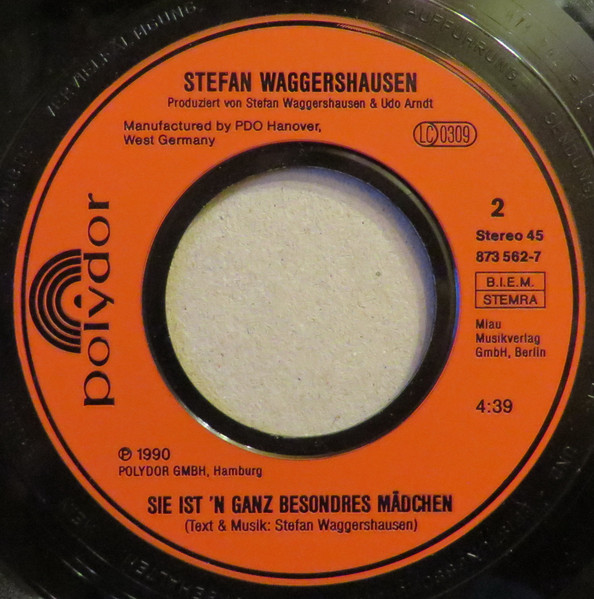 STEFAN WAGGERSHAUSEN
Produziert von Stefan Waggershausen & Udo Arndt
Manufactured by PDO Hanover,
West Germany
LC 0309
2
Stereo 45
873 562-7
B.I.E.M.
STEMRA
Miau
Musikverlag
GmbH, Berlin
4:39
polydor
℗ 1990
POLYDOR GMBH, Hamburg
SIE IST 'N GANZ BESONDRES MÄDCHEN
(Text & Musik: Stefan Waggershausen)